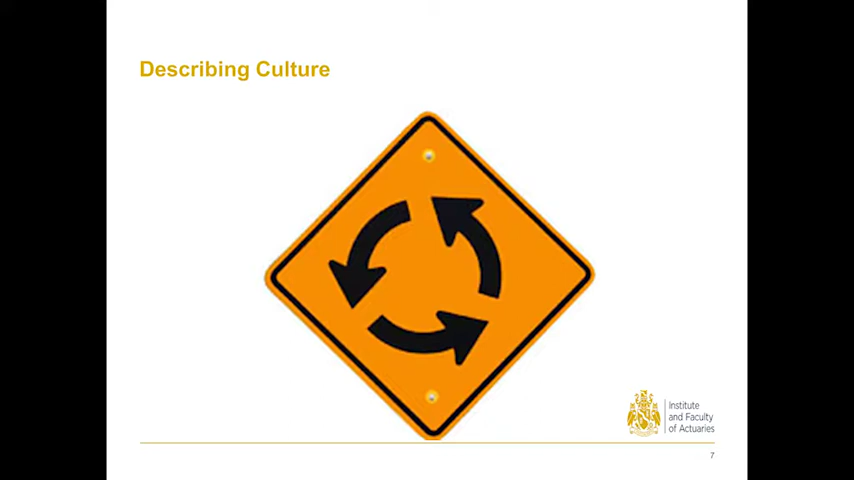 Describing Culture
Institute
and Faculty
of Actuaries
7